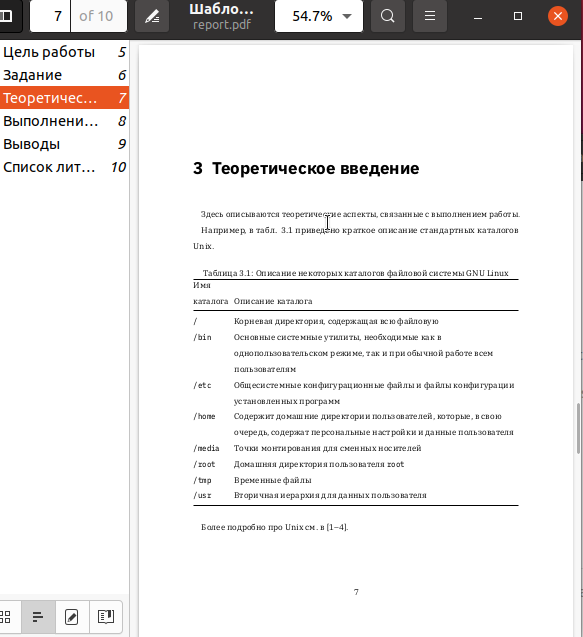 7 of 10
Шабло...
report.pdf
54.7%
Цель работы 5
Задание 6
Теоретичес... 7
Выполнени... 8
Выводы 9
Список лит... 10
3 Теоретическое введение
Здесь описываются теоретические аспекты, связанные с выполнением работы.
Например, в табл. 3.1 приведено краткое описание стандартных каталогов
Unix.
Таблица 3.1: Описание некоторых каталогов файловой системы GNU Linux
Имя
каталога Описание каталога
/ Корневая директория, содержащая всю файловую
/bin Основные системные утилиты, необходимые как в
однопользовательском режиме, так и при обычной работе всем
пользователям
/etc Общесистемные конфигурационные файлы и файлы конфигурации
установленных программ
/home Содержит домашние директории пользователей, которые, в свою
очередь, содержат персональные настройки и данные пользователя
/media Точки монтирования для сменных носителей
/root Домашняя директория пользователя root
/tmp Временные файлы
/usr Вторичная иерархия для данных пользователя
Более подробно про Unix см. в [1–4].
7